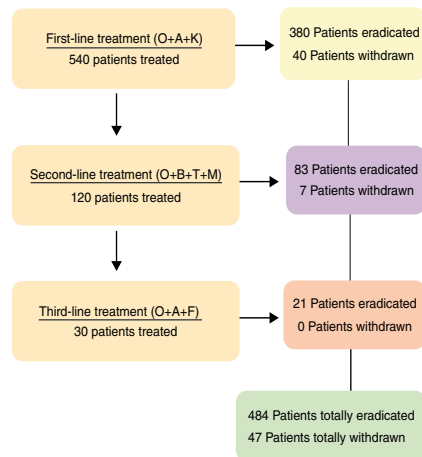 First-line treatment (O+A+K)
540 patients treated
380 Patients eradicated
40 Patients withdrawn
Second-line treatment (O+B+T+M)
120 patients treated
83 Patients eradicated
7 Patients withdrawn
Third-line treatment (O+A+F)
30 patients treated
21 Patients eradicated
0 Patients withdrawn
484 Patients totally eradicated
47 Patients totally withdrawn